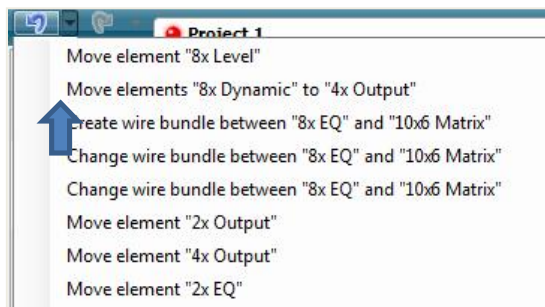 Project 1
Move element "8x Level"
Move elements "8x Dynamic" to "4x Output"
Create wire bundle between "8x EQ" and "10x6 Matrix"
Change wire bundle between "8x EQ" and "10x6 Matrix"
Change wire bundle between "8x EQ" and "10x6 Matrix"
Move element "2x Output"
Move element "4x Output"
Move element "2x EQ"